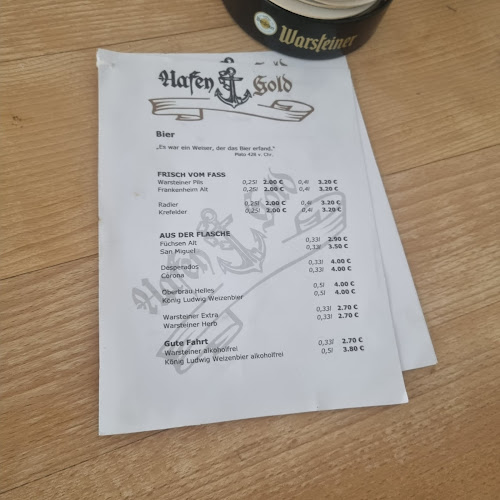 Warsteiner
Hafen Gold
Bier
„Es war ein Weiser, der das Bier erfand."
Plato 428 v. Chr.
FRISCH VOM FASS
Warsteiner Pils 0,25l 2.00 € 0,4l 3.20 €
Frankenheim Alt 0,25l 2.00 € 0,4l 3.20 €
Radler 0,25l 2.00 € 0,4l 3.20 €
Krefelder 0,25l 2.00 € 0,4l 3.20 €
AUS DER FLASCHE
Füchsen Alt 0,33l 2.90 €
San Miguel 0,33l 3.50 €
Desperados 0,33l 4.00 €
Corona 0,33l 4.00 €
Oberbräu Helles 0,5l 4.00 €
König Ludwig Weizenbier 0,5l 4.00 €
Warsteiner Extra 0,33l 2.70 €
Warsteiner Herb 0,33l 2.70 €
Gute Fahrt
Warsteiner alkoholfrei 0,33l 2.70 €
König Ludwig Weizenbier alkoholfrei 0,5l 3.80 €
Hafen Gold